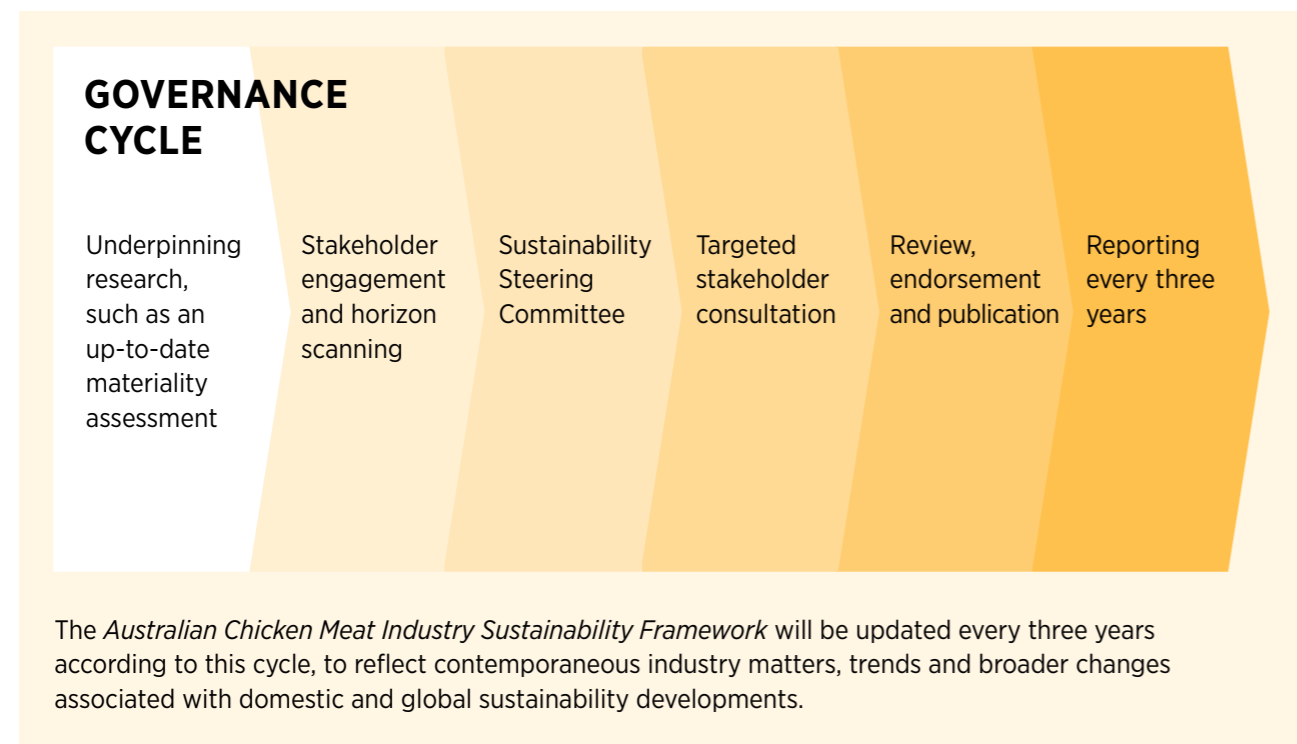 GOVERNANCE
CYCLE
Underpinning
research,
such as an
up-to-date
materiality
assessment
Stakeholder
engagement
and horizon
scanning
Sustainability
Steering
Committee
Targeted
stakeholder
consultation
Review,
endorsement
and publication
Reporting
every three
years
The Australian Chicken Meat Industry Sustainability Framework will be updated every three years
according to this cycle, to reflect contemporaneous industry matters, trends and broader changes
associated with domestic and global sustainability developments.